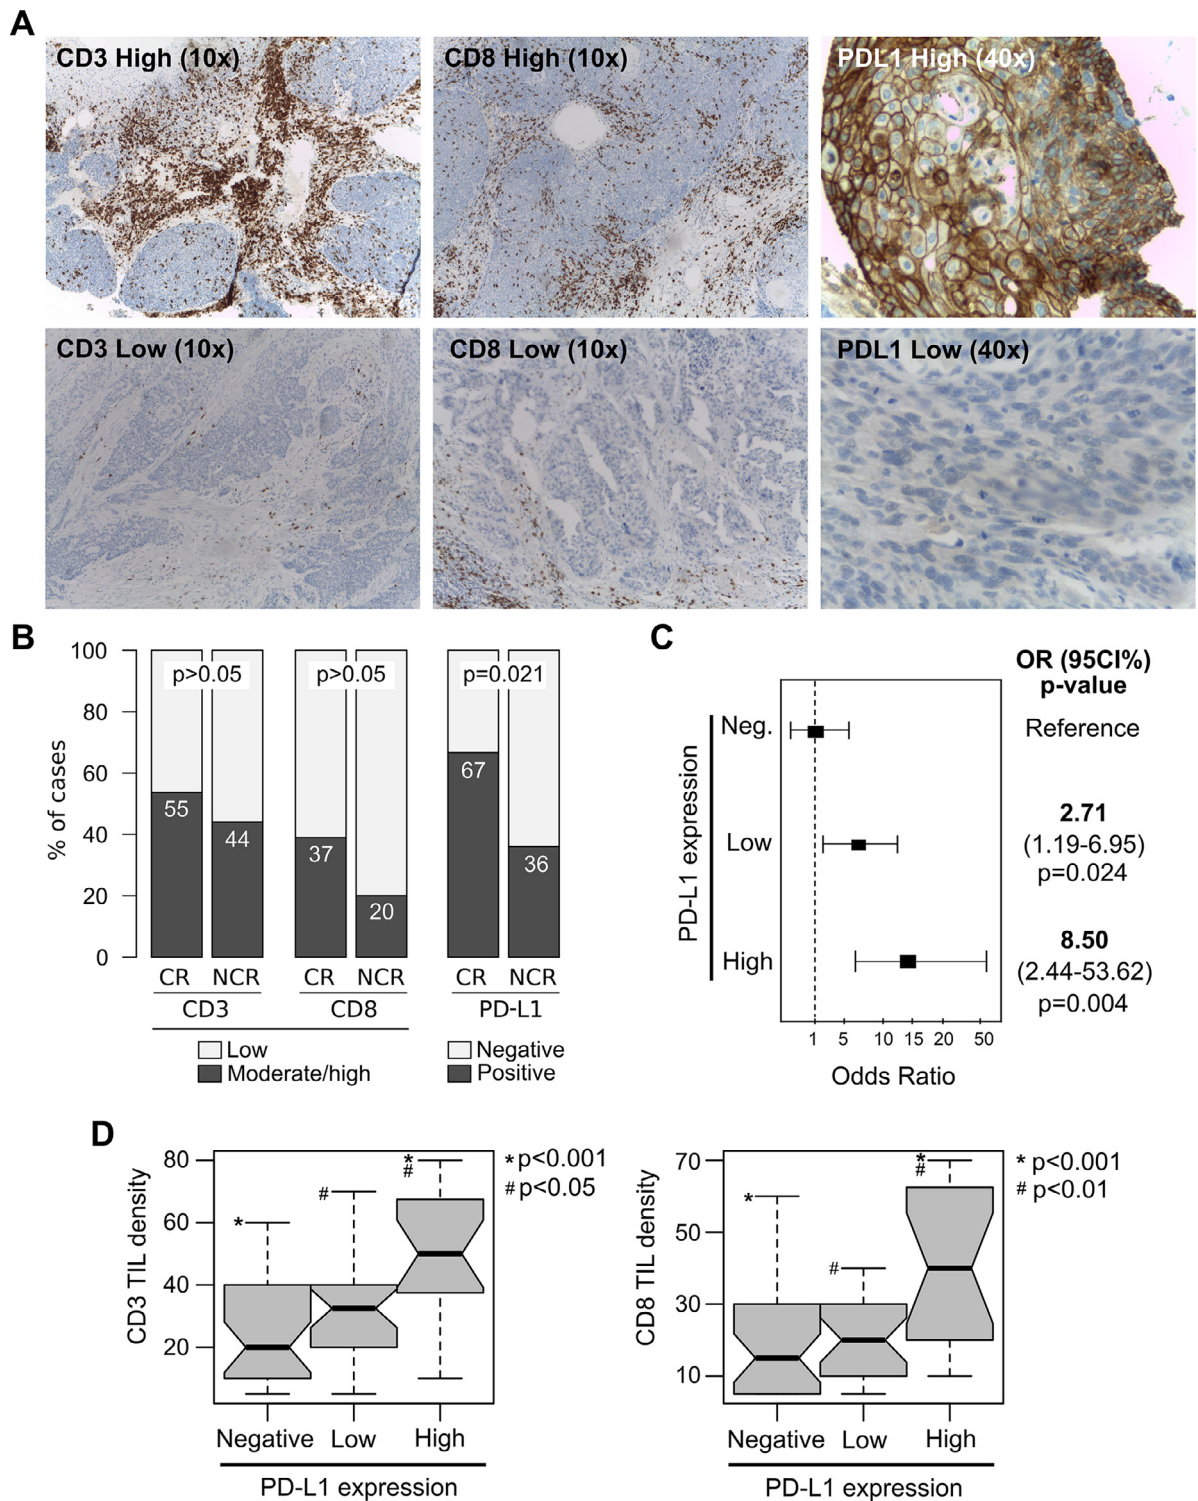 A
CD3 High (10x)
CD8 High (10x)
PDL1 High (40x)
CD3 Low (10x)
CD8 Low (10x)
PDL1 Low (40x)
B
% of cases
100
80
60
40
20
0
p>0.05
p>0.05
p=0.021
55
44
37
20
67
36
CR NCR CR NCR CR NCR
CD3 CD8 PD-L1
Low
Moderate/high
Negative
Positive
C
OR (95CI%)
p-value
PD-L1 expression
Neg.
Reference
Low
2.71
(1.19-6.95)
p=0.024
High
8.50
(2.44-53.62)
p=0.004
1 5 10 15 20 50
Odds Ratio
D
CD3 TIL density
80
60
40
20
*
#
*
#
* p<0.001
# p<0.05
Negative Low High
PD-L1 expression
CD8 TIL density
70
50
30
10
*
#
*
#
* p<0.001
# p<0.01
Negative Low High
PD-L1 expression